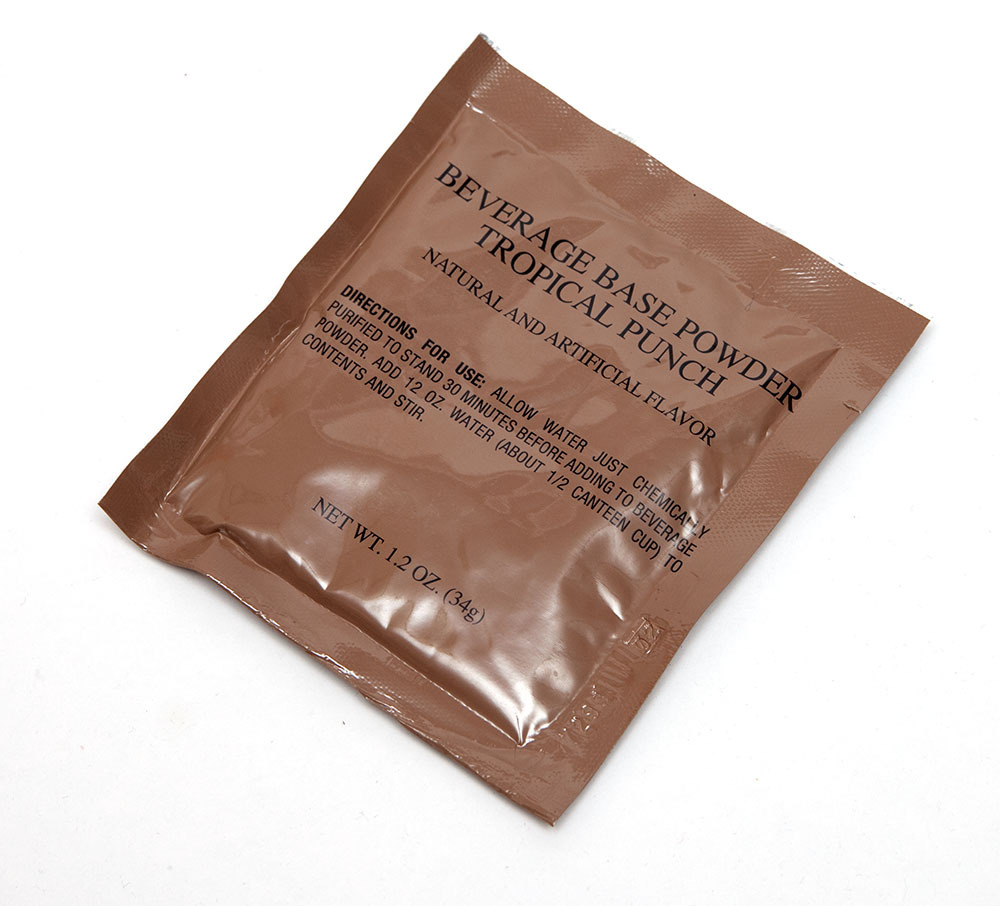 BEVERAGE BASE POWDER
TROPICAL PUNCH
NATURAL AND ARTIFICIAL FLAVOR
DIRECTIONS FOR USE: ALLOW WATER JUST CHEMICALLY
PURIFIED TO STAND 30 MINUTES BEFORE ADDING TO BEVERAGE
POWDER. ADD 12 OZ. WATER (ABOUT 1/2 CANTEEN CUP) TO
CONTENTS AND STIR.
NET WT. 1.2 OZ. (34g)